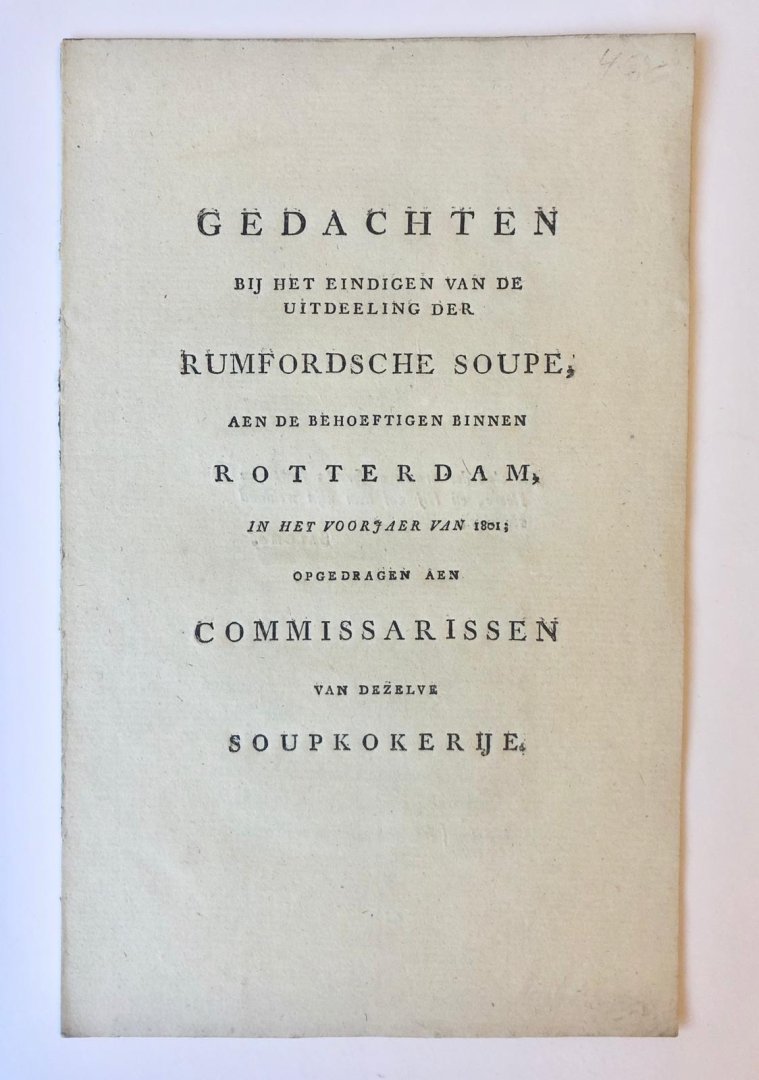 GEDACHTEN
BIJ HET EINDIGEN VAN DE
UITDEELING DER
RUMFORDSCHE SOUPE,
AEN DE BEHOEFTIGEN BINNEN
ROTTERDAM,
IN HET VOORJAER VAN 1801;
OPGEDRAGEN AEN
COMMISSARISSEN
VAN DEZELVE
SOUPKOKERIJE.